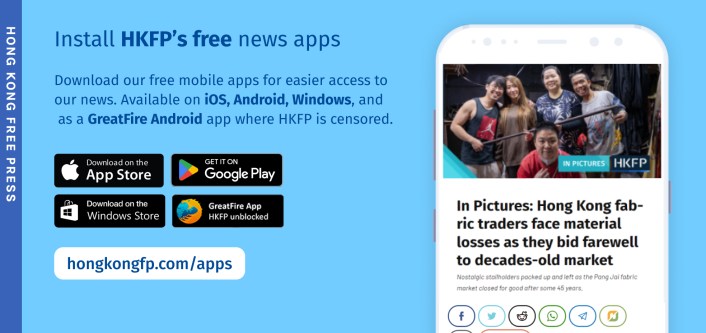 HONG KONG FREE PRESS
Install HKFP's free news apps
Download our free mobile apps for easier access to
our news. Available on iOS, Android, Windows, and
as a GreatFire Android app where HKFP is censored.
Download on the
App Store
GET IT ON
Google Play
Download on the
Windows Store
GreatFire App
HKFP unblocked
hongkongfp.com/apps
IN PICTURES HKFP
In Pictures: Hong Kong fab-
ric traders face material
losses as they bid farewell
to decades-old market
Nostalgic stallholders packed up and left as the Pang Jai fabric
market closed for good after some 45 years.